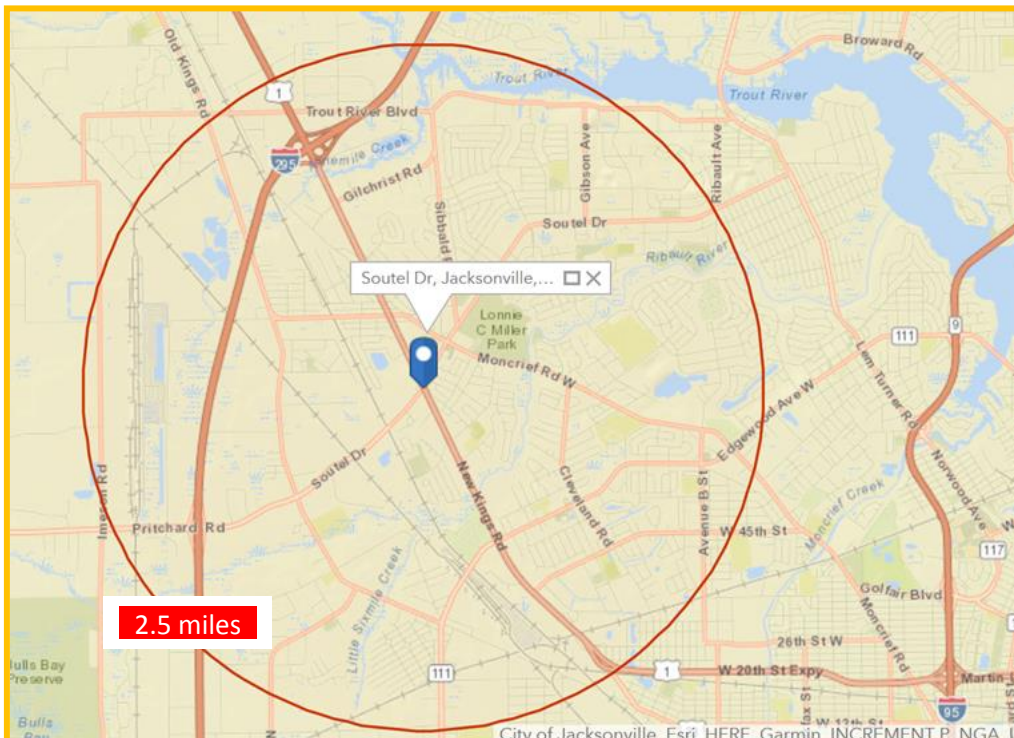 Broward Rd
Old Kings Rd
Trout River
1
Trout River Blvd
Trout River
295
Gilchrist Rd
Gibson Ave
Ribault Ave
Sibbald
Soutel Dr
Ribault River
Soutel Dr, Jacksonville,...
Lonnie
C Miller
Park
9
111
Moncrief Rd W
Lem Turner Rd
Edgewood Ave W
Soutel Dr
New Kings Rd
Cleveland Rd
Avenue B St
Norwood Ave
Imeson Rd
Pritchard Rd
Moncrief Creek
W 45th St
117
Little Sixmile Creek
Golfair Blvd
2.5 miles
Moncrief Rd
26th St W
Preserve
111
1
W 20th St Expy
Martin
95
Bulls
W 13th St
City of Jacksonville, Esri, HERE, Garmin, INCREMENT P, NGA,